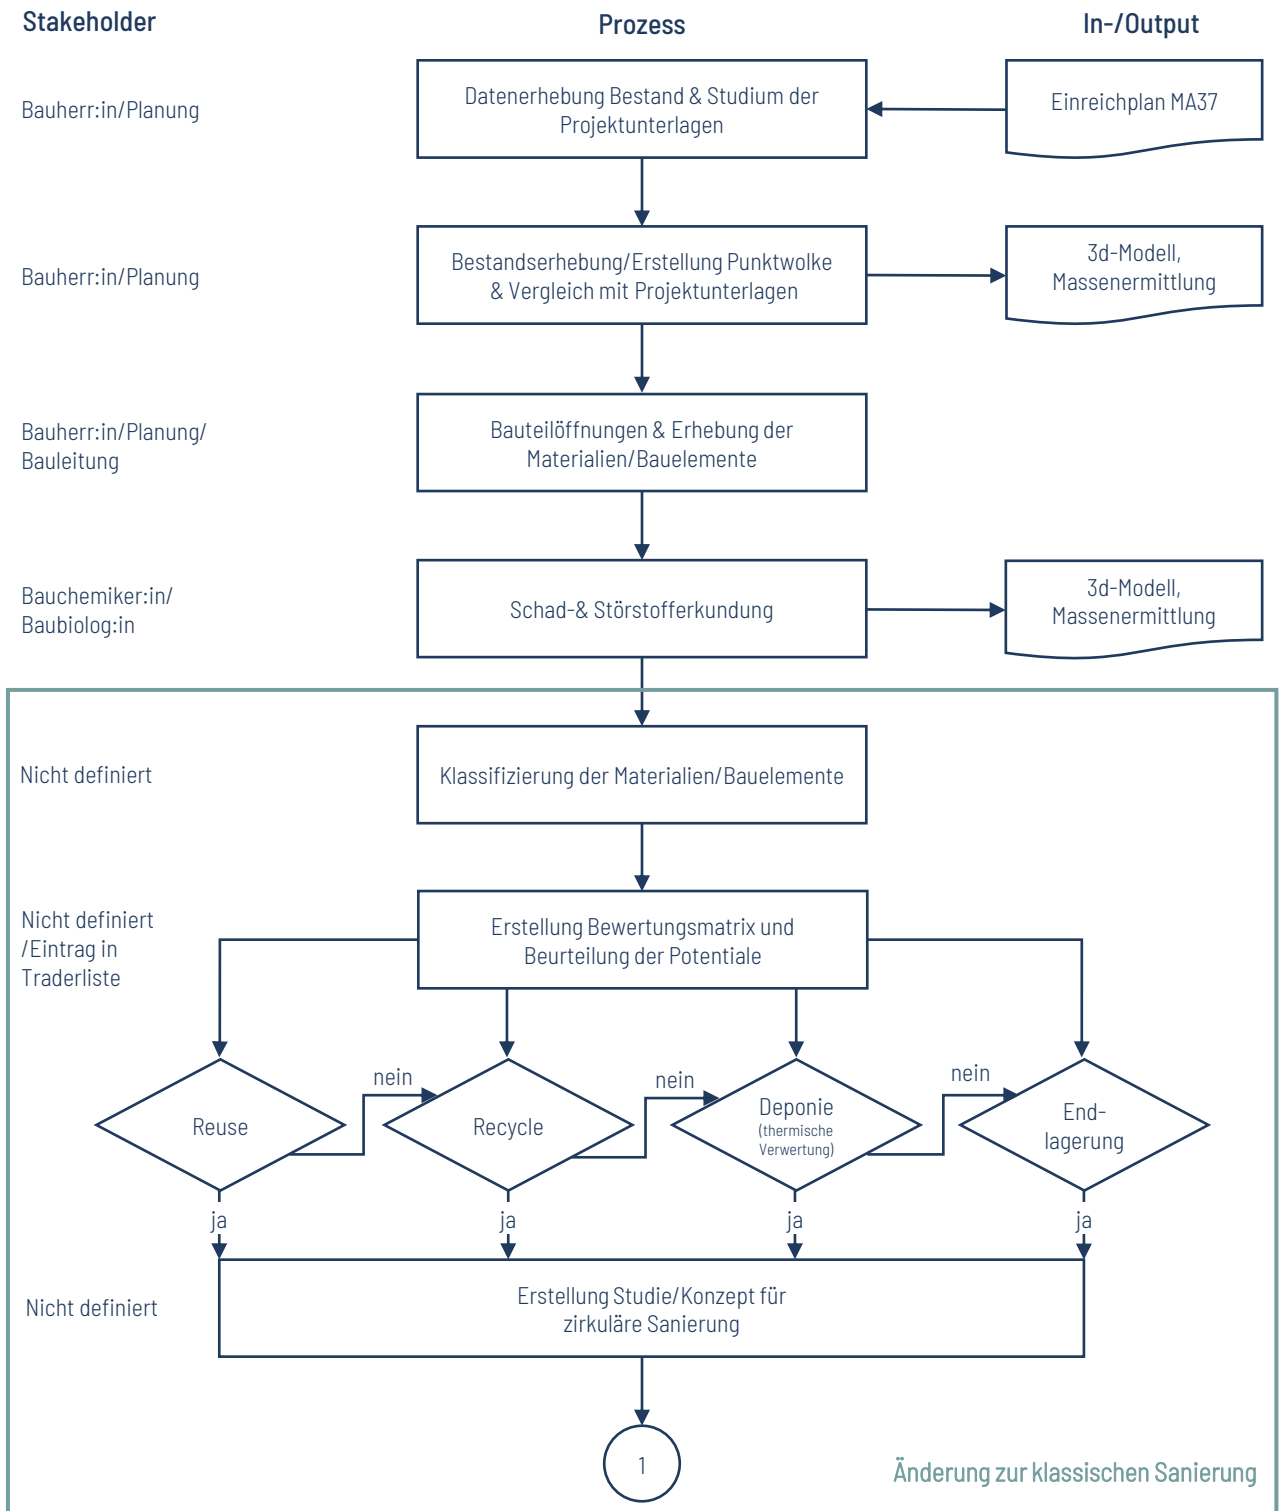 Stakeholder
Prozess
In-/Output
Bauherr:in/Planung
Datenerhebung Bestand & Studium der
Projektunterlagen
Einreichplan MA37
Bauherr:in/Planung
Bestandserhebung/Erstellung Punktwolke
& Vergleich mit Projektunterlagen
3d-Modell,
Massenermittlung
Bauherr:in/Planung/
Bauleitung
Bauteilöffnungen & Erhebung der
Materialien/Bauelemente
Bauchemiker:in/
Baubiolog:in
Schad-& Störstofferkundung
3d-Modell,
Massenermittlung
Nicht definiert
Klassifizierung der Materialien/Bauelemente
Nicht definiert
/Eintrag in
Traderliste
Erstellung Bewertungsmatrix und
Beurteilung der Potentiale
Reuse
nein
Recycle
nein
Deponie
(thermische
Verwertung)
nein
End-
lagerung
ja
ja
ja
ja
Nicht definiert
Erstellung Studie/Konzept für
zirkuläre Sanierung
1
Änderung zur klassischen Sanierung